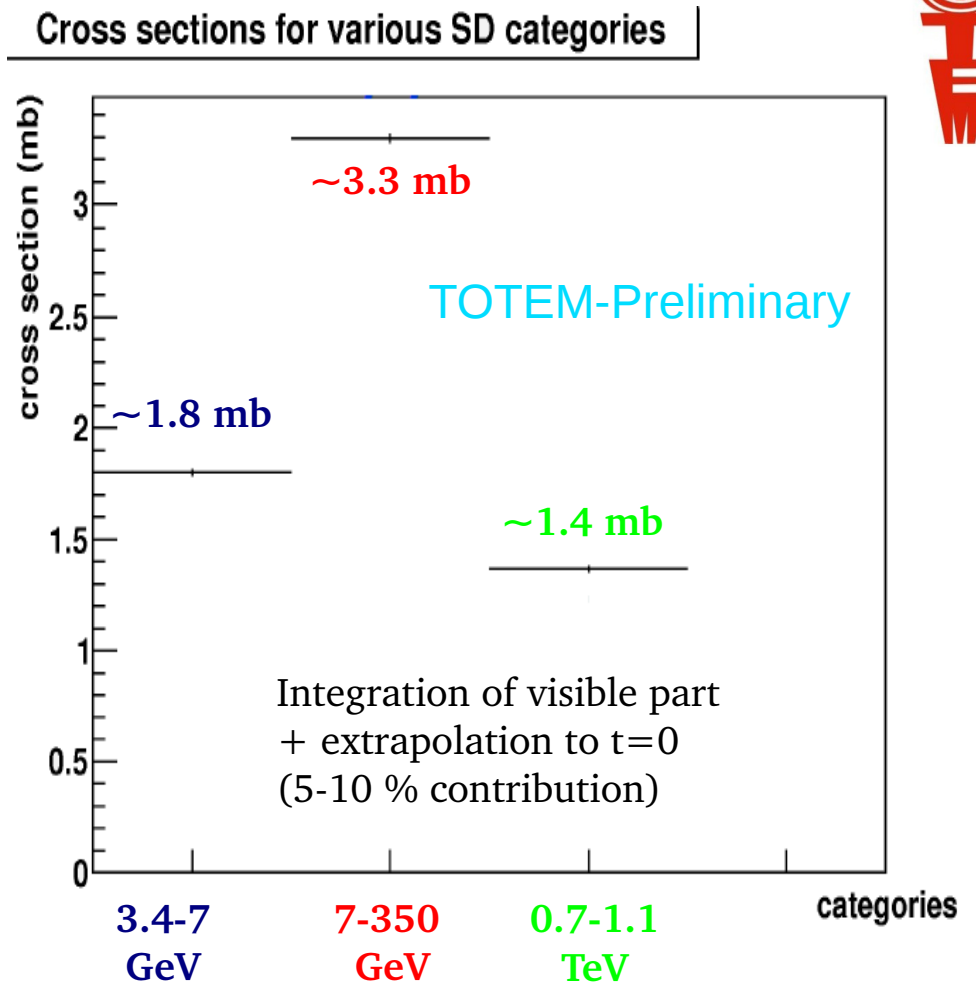 Cross sections for various SD categories
cross section (mb)
3
2.5
2
1.5
1
0.5
0
~3.3 mb
TOTEM-Preliminary
~1.8 mb
~1.4 mb
Integration of visible part
+ extrapolation to t=0
(5-10 % contribution)
3.4-7
GeV
7-350
GeV
0.7-1.1
TeV
categories